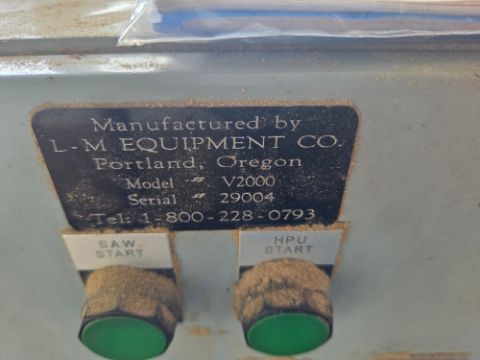 Manufactured by
L-M EQUIPMENT CO.
Portland, Oregon
Model " V2000
Serial " 29004
Tel: 1-800-228-0793
SAW
START
HPU
START